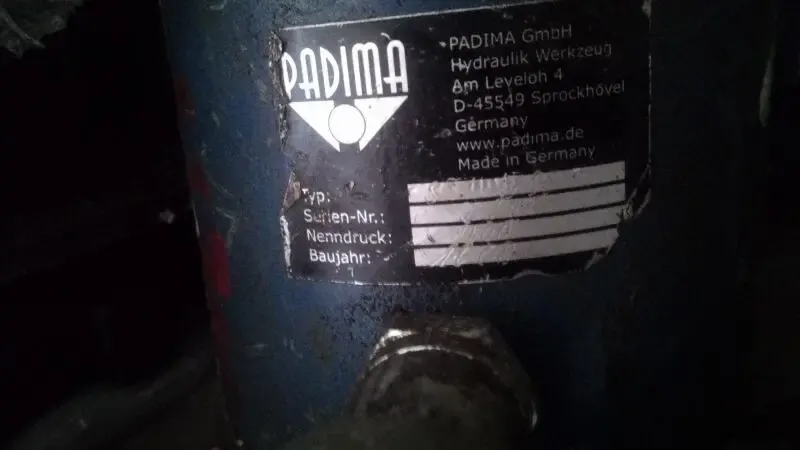 PADIMA
PADIMA GmbH
Hydraulik Werkzeug
Am Leveloh 4
D-45549 Sprockhövel
Germany
www.padima.de
Made in Germany
Typ:
Serien-Nr.:
Nenndruck:
Baujahr: